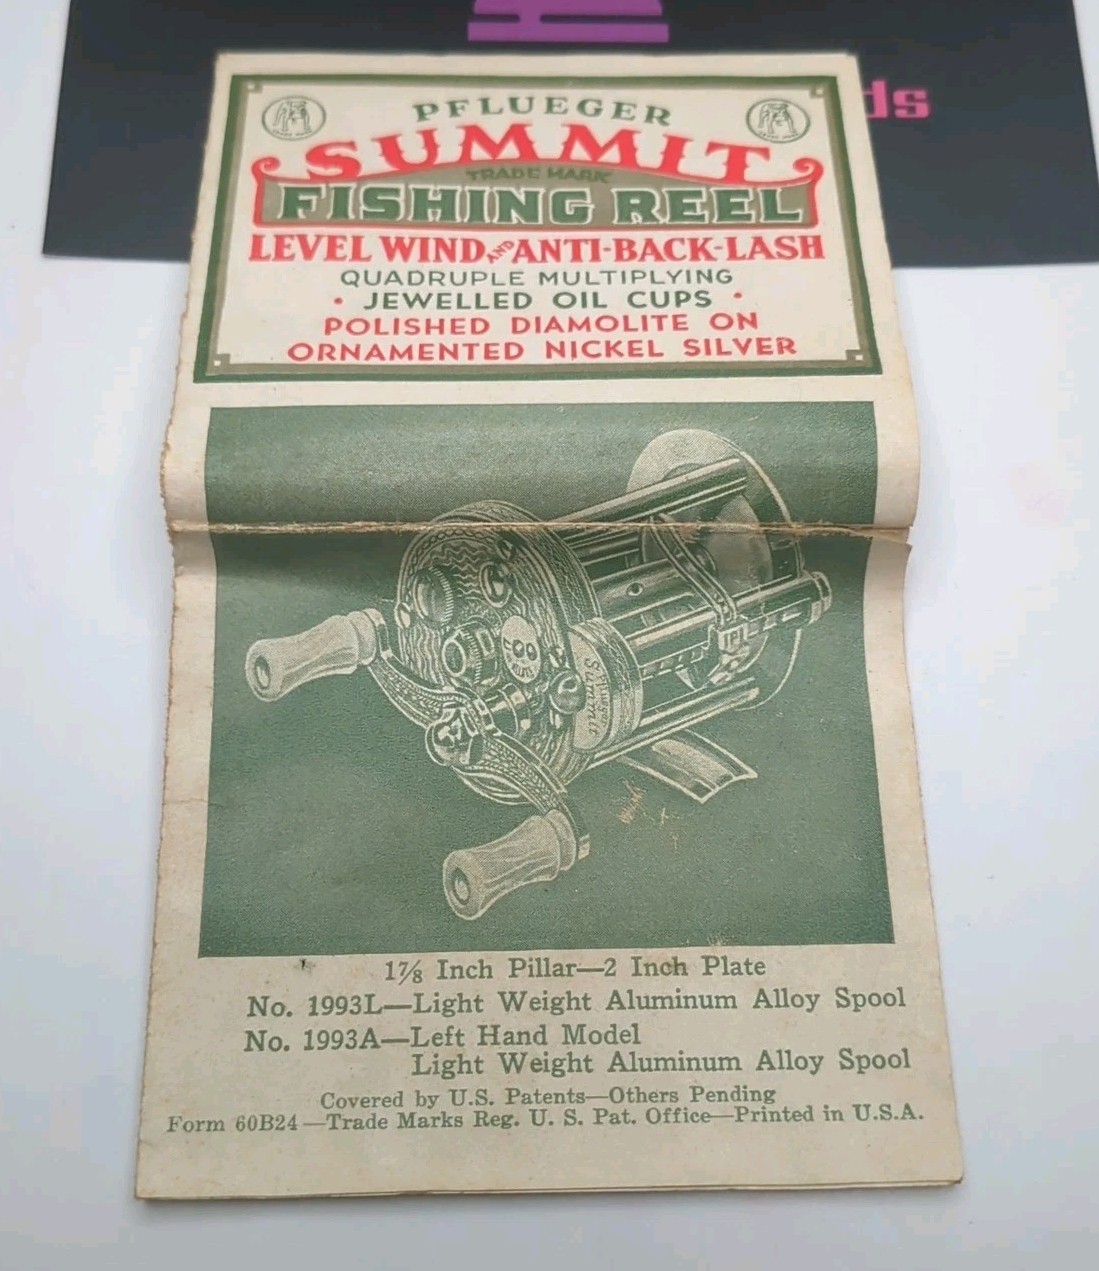 ds
PFLUEGER
SUMMIT
TRADE MARK
FISHING REEL
LEVEL WIND AND ANTI-BACK-LASH
QUADRUPLE MULTIPLYING
• JEWELLED OIL CUPS •
POLISHED DIAMOLITE ON
ORNAMENTED NICKEL SILVER
Summit
1⅞ Inch Pillar—2 Inch Plate
No. 1993L—Light Weight Aluminum Alloy Spool
No. 1993A—Left Hand Model
Light Weight Aluminum Alloy Spool
Covered by U.S. Patents—Others Pending
Form 60B24—Trade Marks Reg. U. S. Pat. Office—Printed in U.S.A.